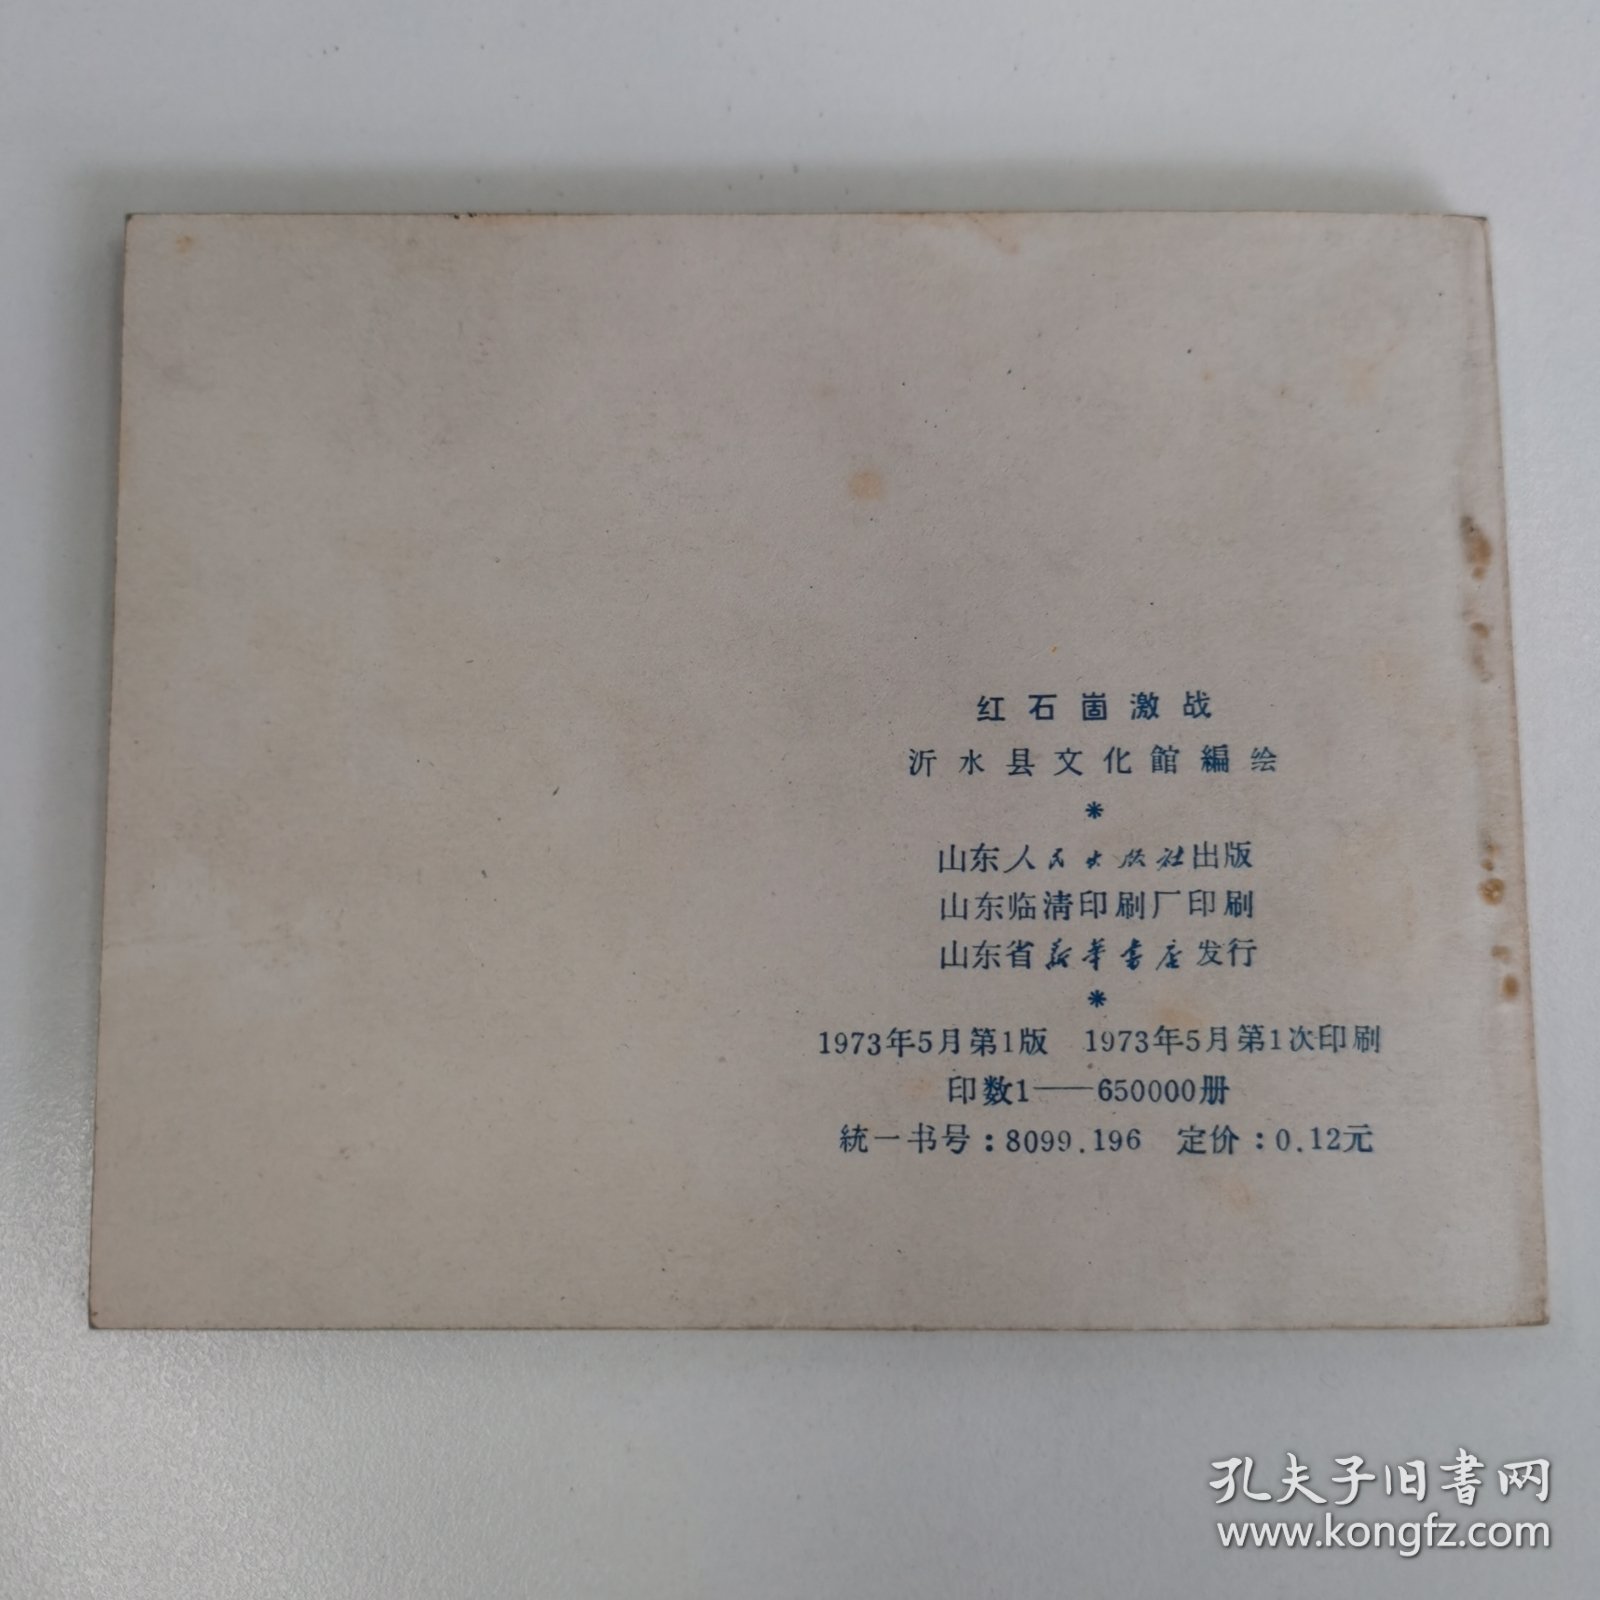 红石崮激战
沂水县文化館編绘
*
山东人民出版社出版
山东临清印刷厂印刷
山东省新华书店发行
*
1973年5月第1版 1973年5月第1次印刷
印数1——650000册
統一书号:8099.196 定价:0.12元
孔夫子旧書网
www.kongfz.com